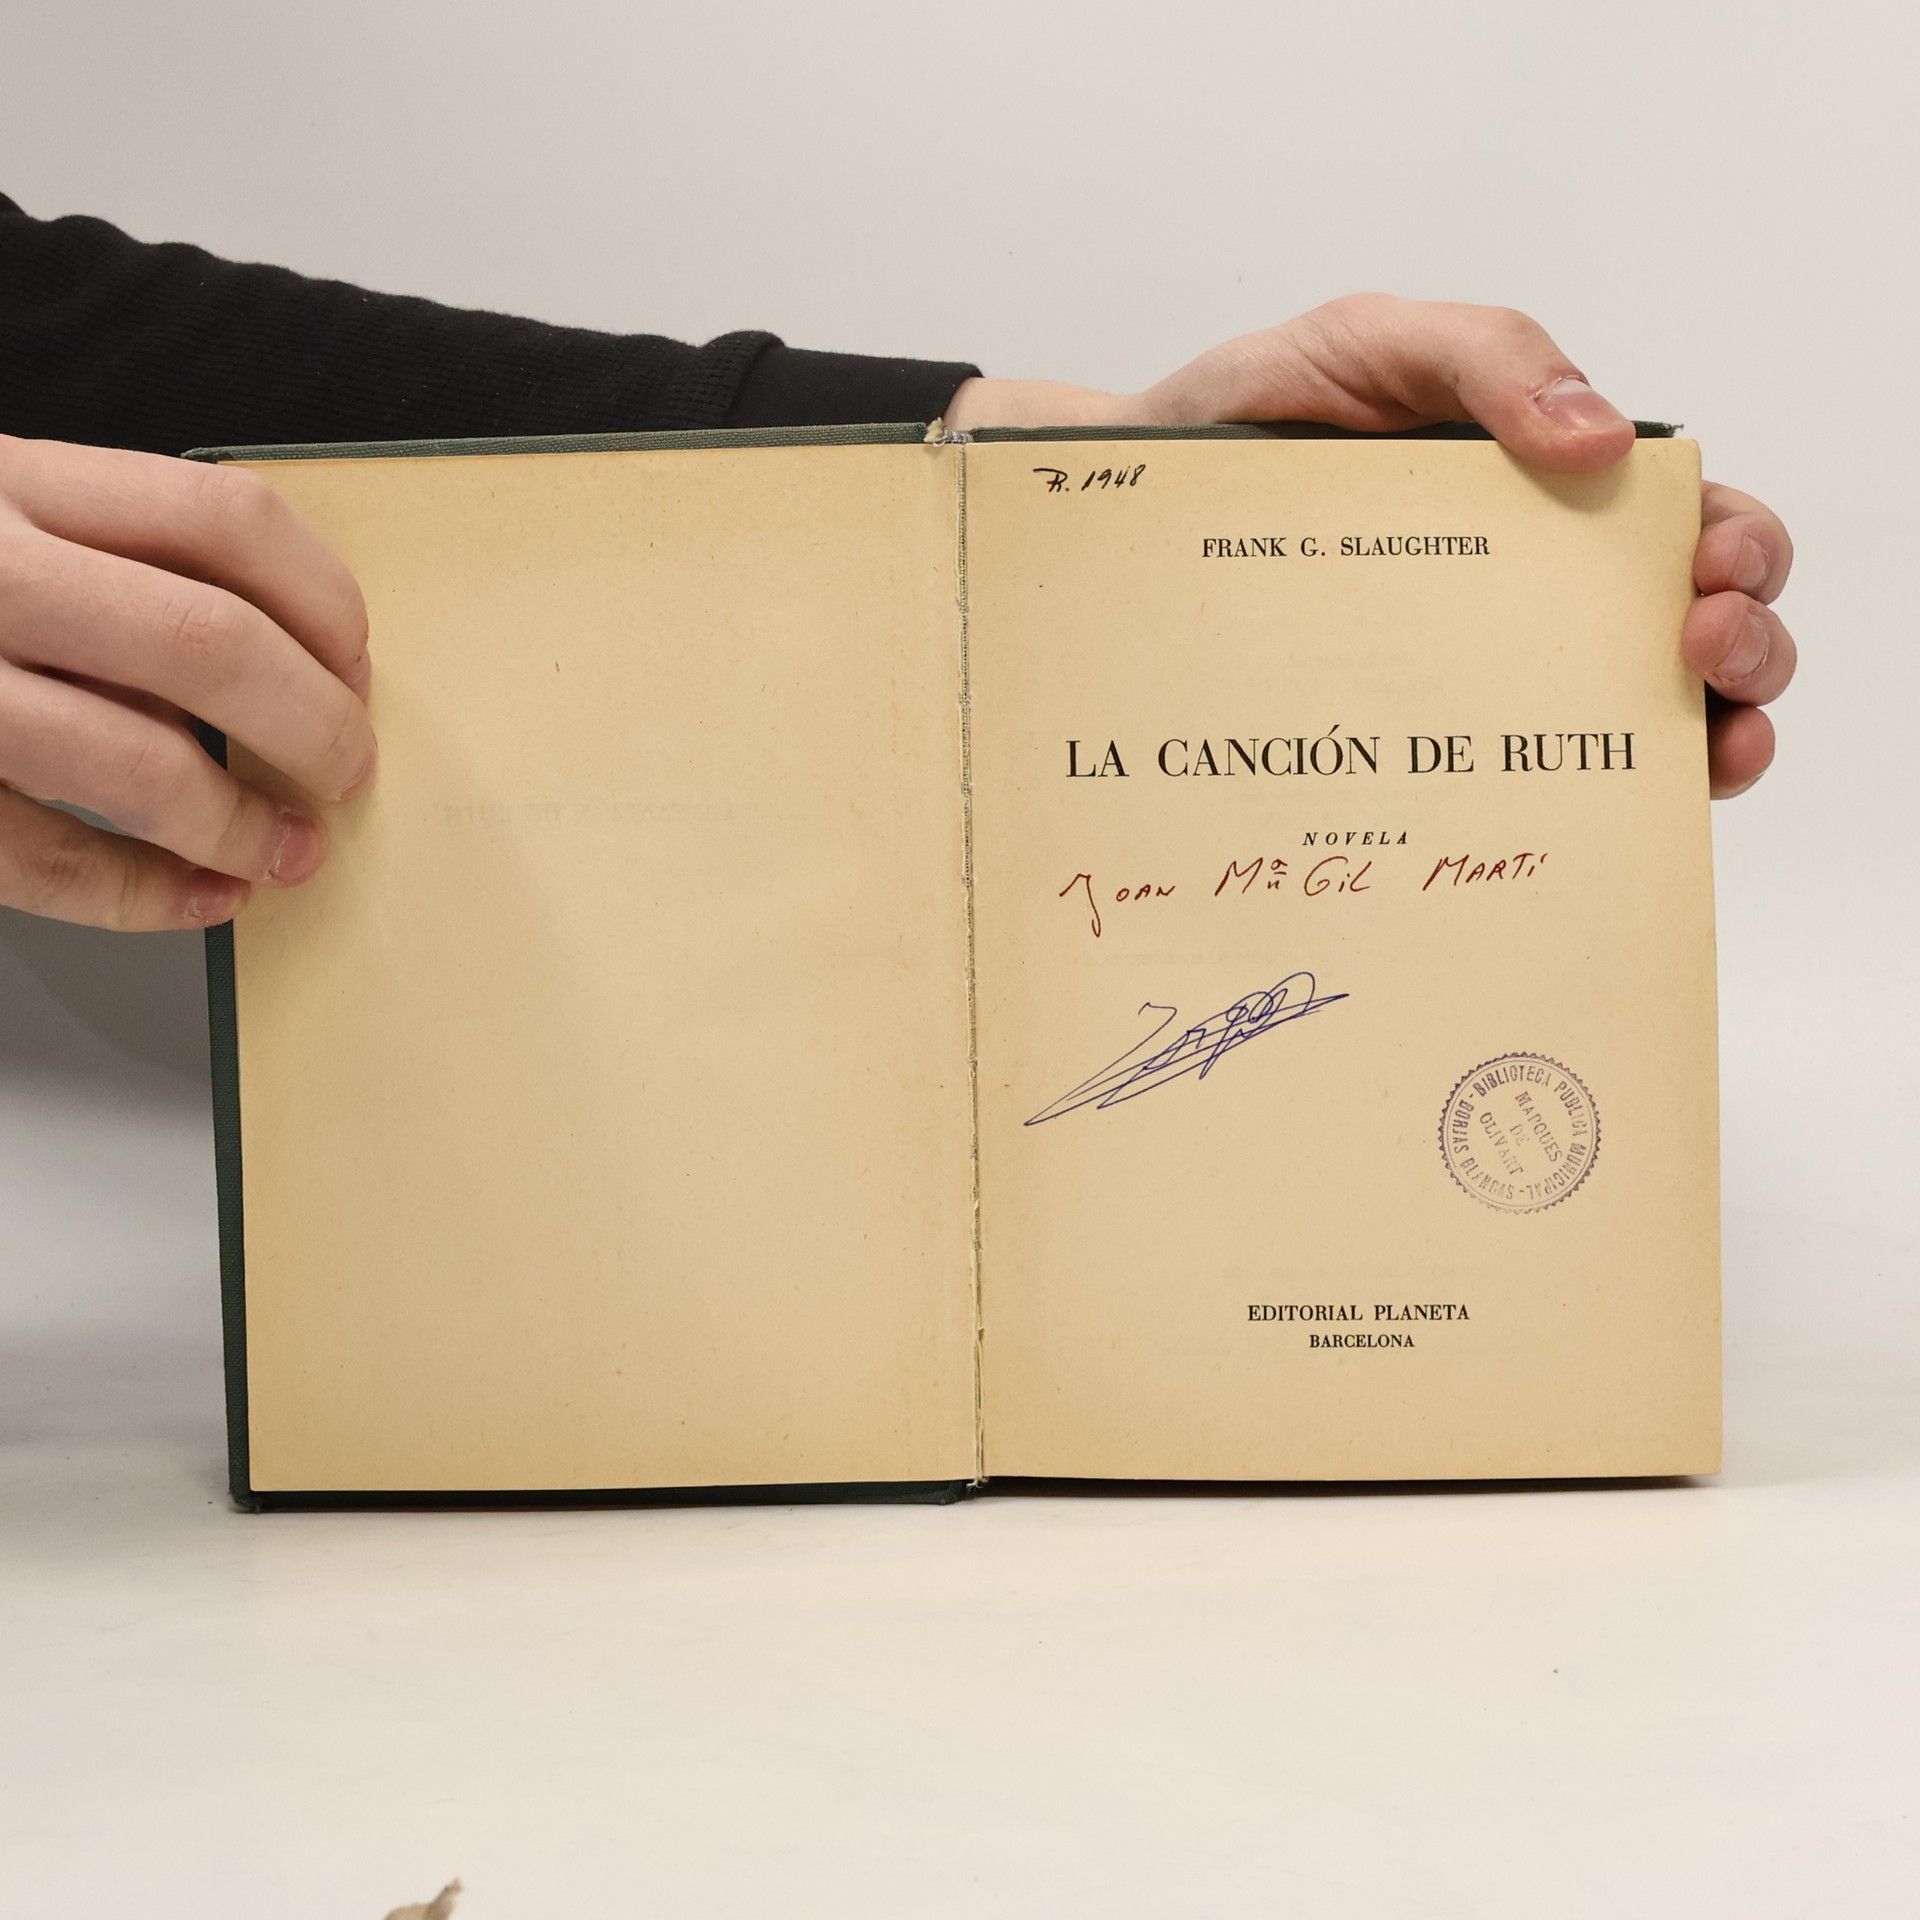 R. 1948
FRANK G. SLAUGHTER
LA CANCIÓN DE RUTH
NOVELA
JOAN Mª GIL MARTÍ
BIBLIOTECA PUBLICA MUNICIPAL - BORJAS BLANCAS -
MARQUES
DE
OLIVART
EDITORIAL PLANETA
BARCELONA